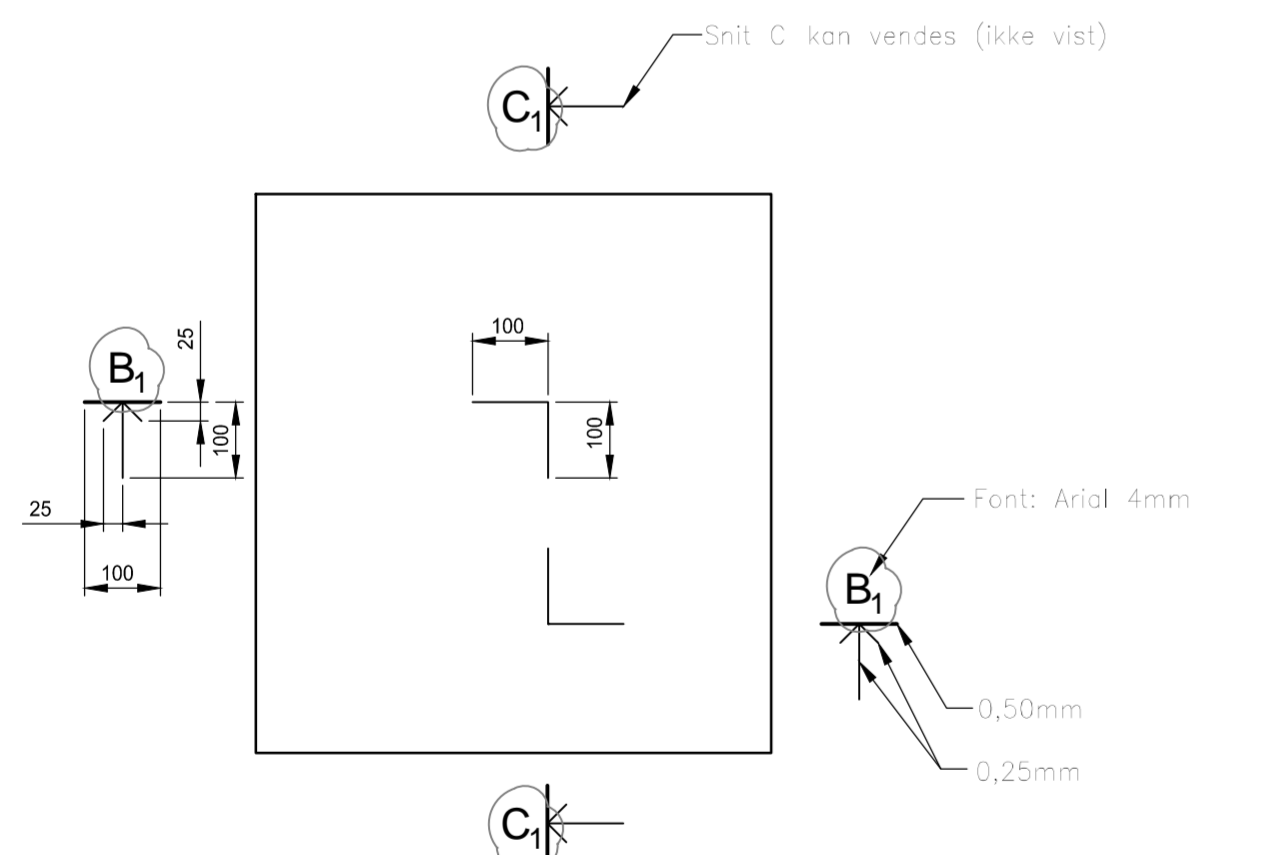 Snit C kan vendes (ikke vist)
C1
100
25
B1
100
100
25
100
Font: Arial 4mm
B1
0,50mm
0,25mm
C1